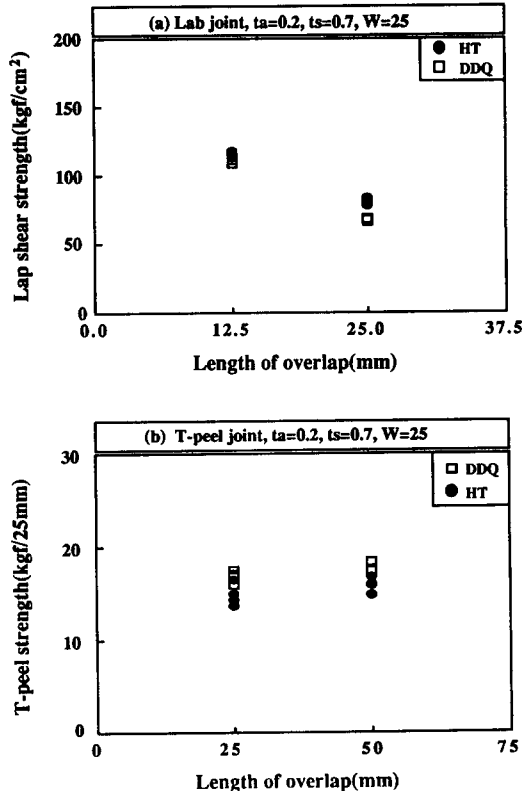 (a) Lab joint, ta=0.2, ts=0.7, W=25
200
HT
DDQ
150
100
50
0
0.0
12.5
25.0
37.5
Lap shear strength(kgf/cm²)
Length of overlap(mm)
(b) T-peel joint, ta=0.2, ts=0.7, W=25
30
DDQ
HT
20
10
0
0
25
50
75
T-peel strength(kgf/25mm)
Length of overlap(mm)